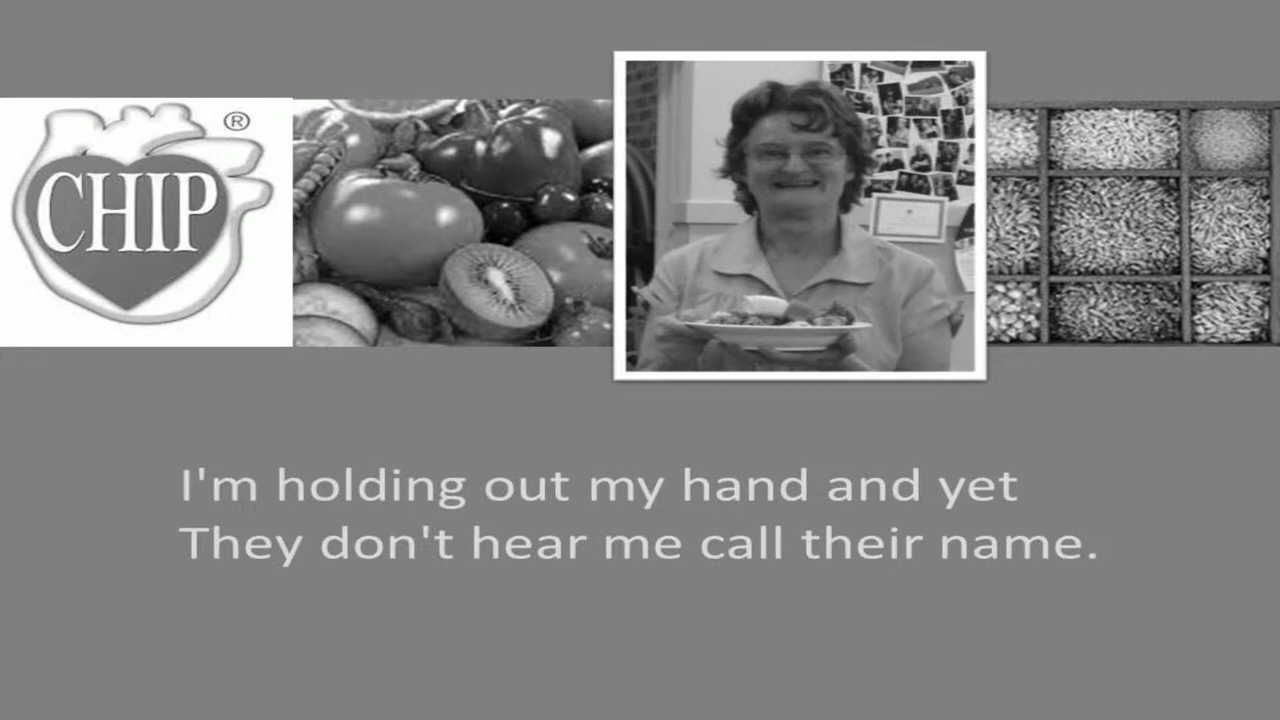 CHIP ®
I'm holding out my hand and yet
They don't hear me call their name.